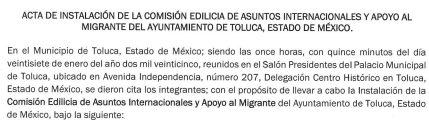 ACTA DE INSTALACIÓN DE LA COMISIÓN EDILICIA DE ASUNTOS INTERNACIONALES Y APOYO AL
MIGRANTE DEL AYUNTAMIENTO DE TOLUCA, ESTADO DE MÉXICO.
En el Municipio de Toluca, Estado de México; siendo las once horas, con quince minutos del día
veintisiete de enero del año dos mil veinticinco, reunidos en el Salón Presidentes del Palacio Municipal
de Toluca, ubicado en Avenida Independencia, número 207, Delegación Centro Histórico en Toluca,
Estado de México, se dieron cita los integrantes; con el propósito de llevar a cabo la Instalación de la
Comisión Edilicia de Asuntos Internacionales y Apoyo al Migrante del Ayuntamiento de Toluca, Estado
de México, bajo la siguiente: